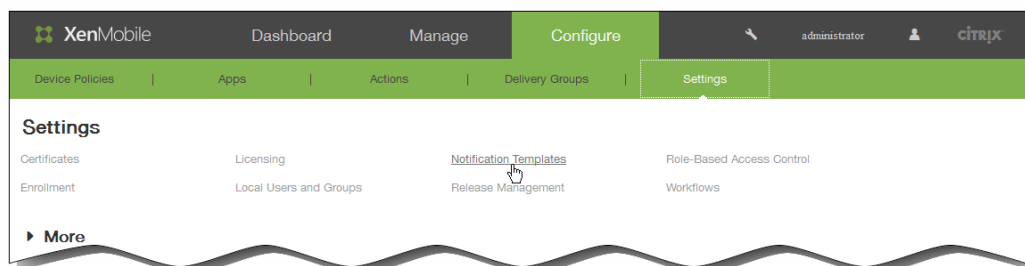 XenMobile Dashboard Manage Configure administrator CITRIX
Device Policies | Apps | Actions | Delivery Groups | Settings
Settings
Certificates Licensing Notification Templates Role-Based Access Control
Enrollment Local Users and Groups Release Management Workflows
More